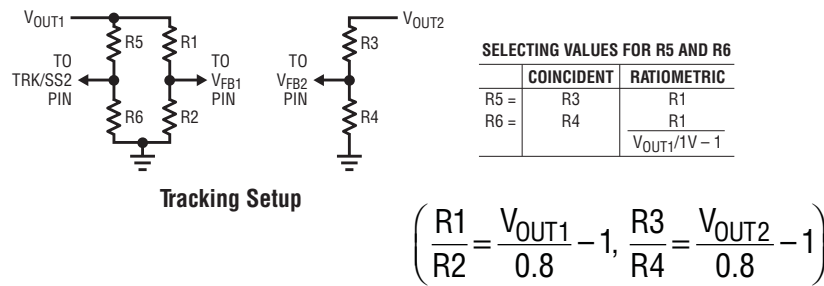 VOUT1
R5
R1
TO
TRK/SS2
PIN
TO
VFB1
PIN
R6
R2
VOUT2
R3
TO
VFB2
PIN
R4
Tracking Setup
SELECTING VALUES FOR R5 AND R6
COINCIDENT RATIOMETRIC
R5 = R3 R1
R6 = R4 R1
VOUT1/1V – 1
(R1/R2 = VOUT1/0.8 – 1, R3/R4 = VOUT2/0.8 – 1)